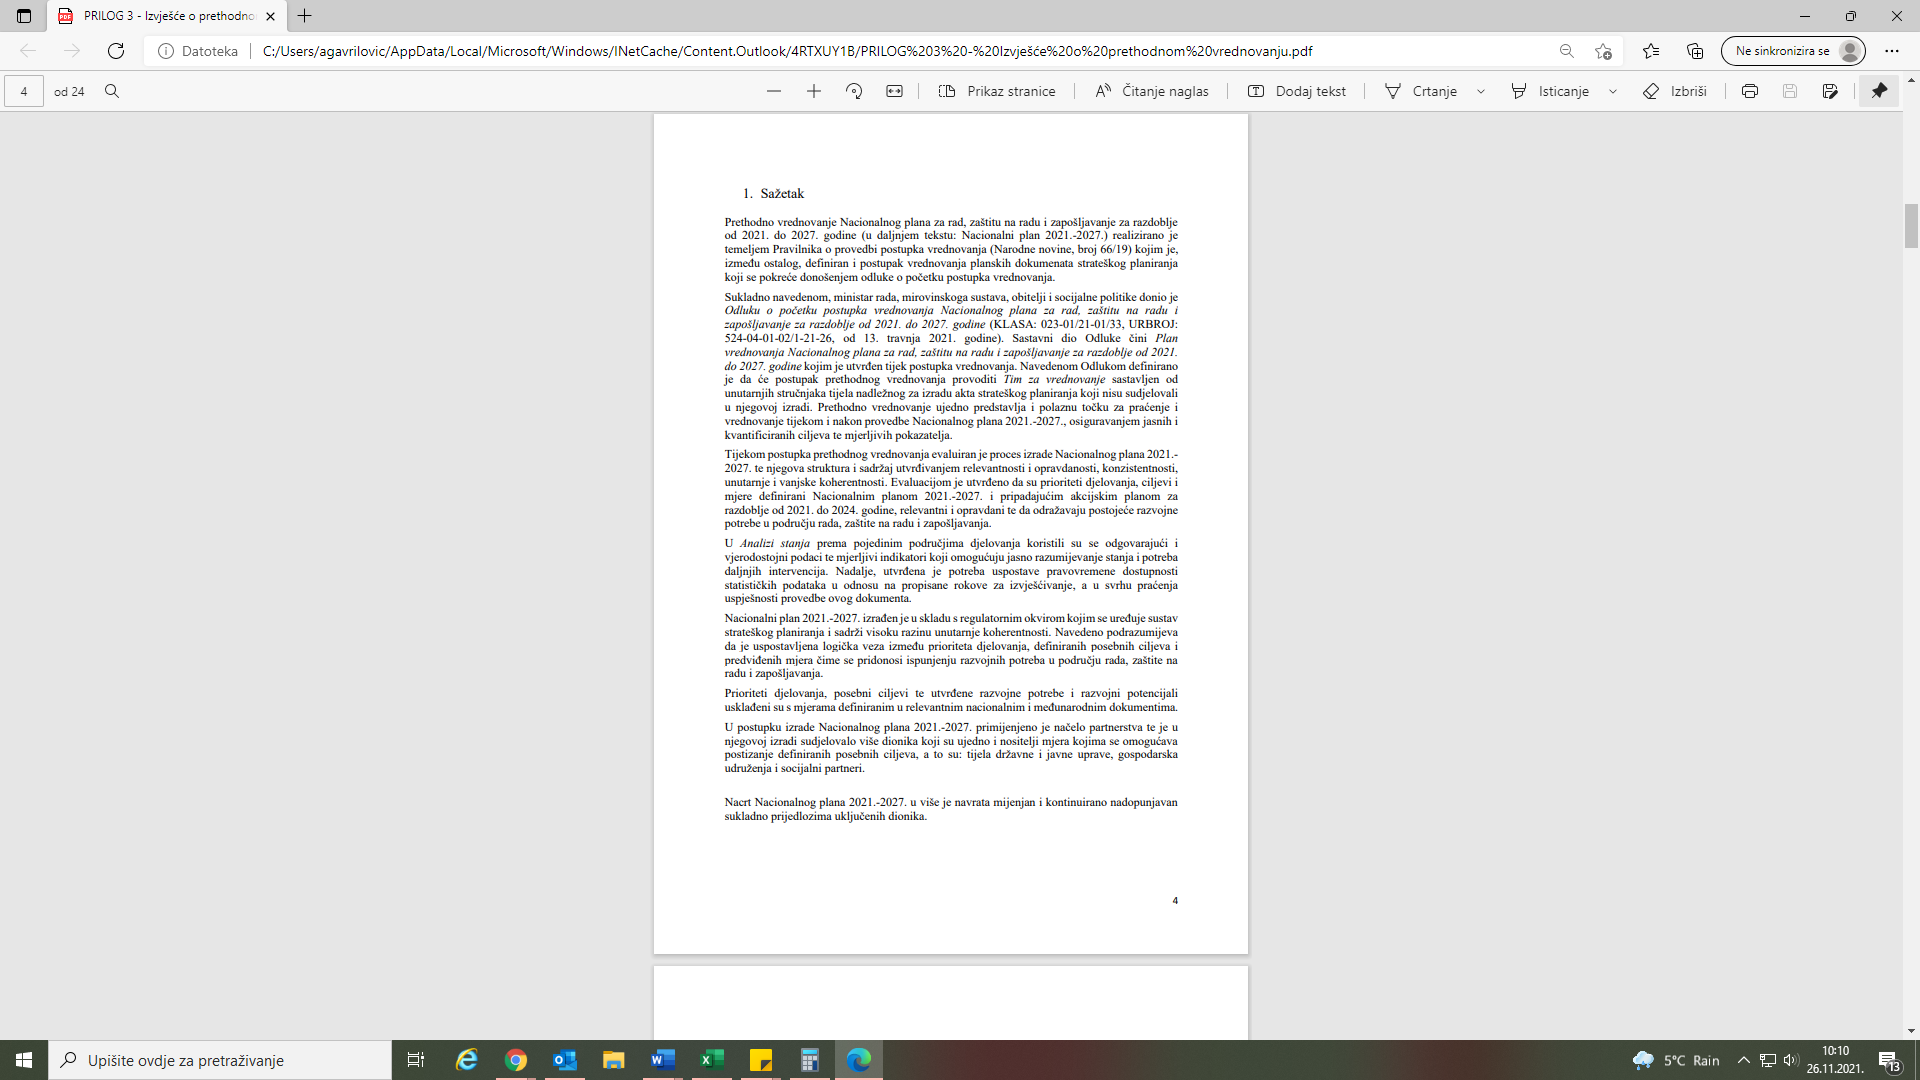 PRILOG 3 - Izvješće o prethodno
Datoteka
C:/Users/agavrilovic/AppData/Local/Microsoft/Windows/INetCache/Content.Outlook/4RTXUY1B/PRILOG%203%20-%20Izvješće%20o%20prethodnom%20vrednovanju.pdf
Ne sinkronizira se
4 od 24
Prikaz stranice
Čitanje naglas
Dodaj tekst
Crtanje
Isticanje
Izbriši
1. Sažetak
Prethodno vrednovanje Nacionalnog plana za rad, zaštitu na radu i zapošljavanje za razdoblje
od 2021. do 2027. godine (u daljnjem tekstu: Nacionalni plan 2021.-2027.) realizirano je
temeljem Pravilnika o provedbi postupka vrednovanja (Narodne novine, broj 66/19) kojim je,
između ostalog, definiran i postupak vrednovanja planskih dokumenata strateškog planiranja
koji se pokreće donošenjem odluke o početku postupka vrednovanja.
Sukladno navedenom, ministar rada, mirovinskoga sustava, obitelji i socijalne politike donio je
Odluku o početku postupka vrednovanja Nacionalnog plana za rad, zaštitu na radu i
zapošljavanje za razdoblje od 2021. do 2027. godine (KLASA: 023-01/21-01/33, URBROJ:
524-04-01-02/1-21-26, od 13. travnja 2021. godine). Sastavni dio Odluke čini Plan
vrednovanja Nacionalnog plana za rad, zaštitu na radu i zapošljavanje za razdoblje od 2021.
do 2027. godine kojim je utvrđen tijek postupka vrednovanja. Navedenom Odlukom definirano
je da će postupak prethodnog vrednovanja provoditi Tim za vrednovanje sastavljen od
unutarnjih stručnjaka tijela nadležnog za izradu akta strateškog planiranja koji nisu sudjelovali
u njegovoj izradi. Prethodno vrednovanje ujedno predstavlja i polaznu točku za praćenje i
vrednovanje tijekom i nakon provedbe Nacionalnog plana 2021.-2027., osiguravanjem jasnih i
kvantificiranih ciljeva te mjerljivih pokazatelja.
Tijekom postupka prethodnog vrednovanja evaluiran je proces izrade Nacionalnog plana 2021.-
2027. te njegova struktura i sadržaj utvrđivanjem relevantnosti i opravdanosti, konzistentnosti,
unutarnje i vanjske koherentnosti. Evaluacijom je utvrđeno da su prioriteti djelovanja, ciljevi i
mjere definirani Nacionalnim planom 2021.-2027. i pripadajućim akcijskim planom za
razdoblje od 2021. do 2024. godine, relevantni i opravdani te da odražavaju postojeće razvojne
potrebe u području rada, zaštite na radu i zapošljavanja.
U Analizi stanja prema pojedinim područjima djelovanja koristili su se odgovarajući i
vjerodostojni podaci te mjerljivi indikatori koji omogućuju jasno razumijevanje stanja i potreba
daljnjih intervencija. Nadalje, utvrđena je potreba uspostave pravovremene dostupnosti
statističkih podataka u odnosu na propisane rokove za izvješćivanje, a u svrhu praćenja
uspješnosti provedbe ovog dokumenta.
Nacionalni plan 2021.-2027. izrađen je u skladu s regulatornim okvirom kojim se uređuje sustav
strateškog planiranja i sadrži visoku razinu unutarnje koherentnosti. Navedeno podrazumijeva
da je uspostavljena logička veza između prioriteta djelovanja, definiranih posebnih ciljeva i
predviđenih mjera čime se pridonosi ispunjenju razvojnih potreba u području rada, zaštite na
radu i zapošljavanja.
Prioriteti djelovanja, posebni ciljevi te utvrđene razvojne potrebe i razvojni potencijali
usklađeni su s mjerama definiranim u relevantnim nacionalnim i međunarodnim dokumentima.
U postupku izrade Nacionalnog plana 2021.-2027. primijenjeno je načelo partnerstva te je u
njegovoj izradi sudjelovalo više dionika koji su ujedno i nositelji mjera kojima se omogućava
postizanje definiranih posebnih ciljeva, a to su: tijela državne i javne uprave, gospodarska
udruženja i socijalni partneri.
Nacrt Nacionalnog plana 2021.-2027. u više je navrata mijenjan i kontinuirano nadopunjavan
sukladno prijedlozima uključenih dionika.
4
Upišite ovdje za pretraživanje
5°C Rain
10:10
26.11.2021.
13